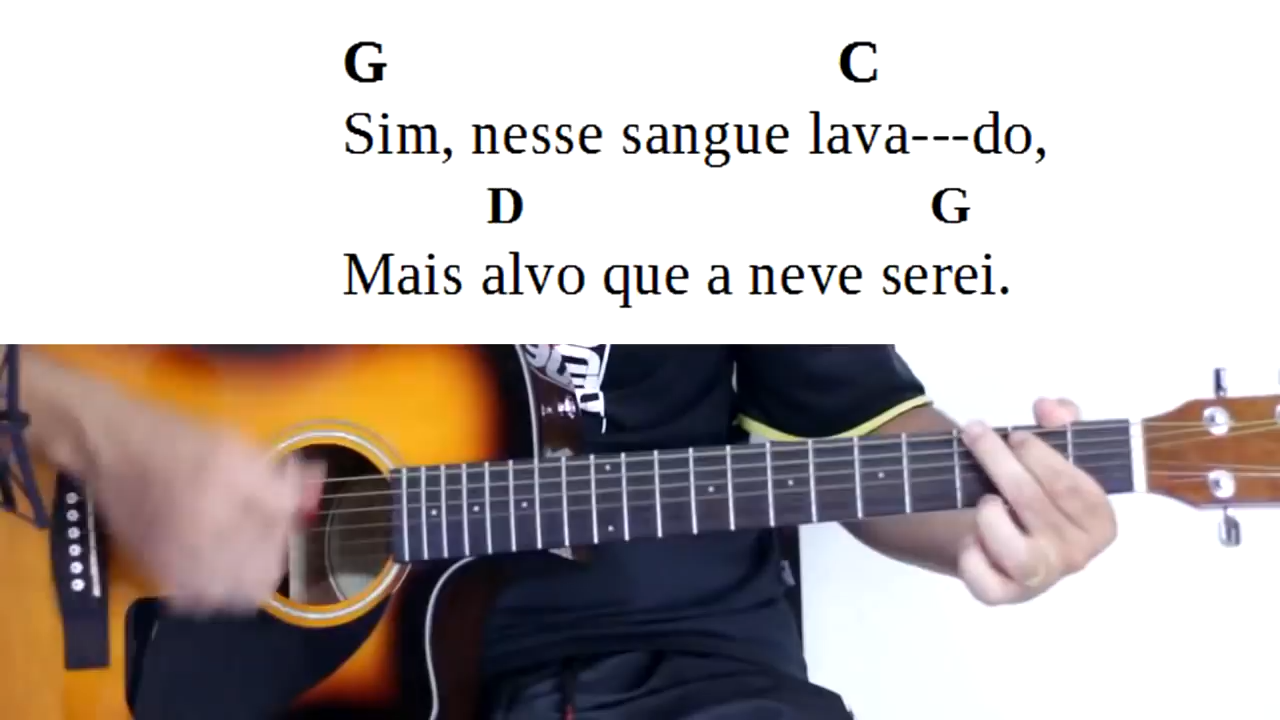 G C
Sim, nesse sangue lava---do,
D G
Mais alvo que a neve serei.